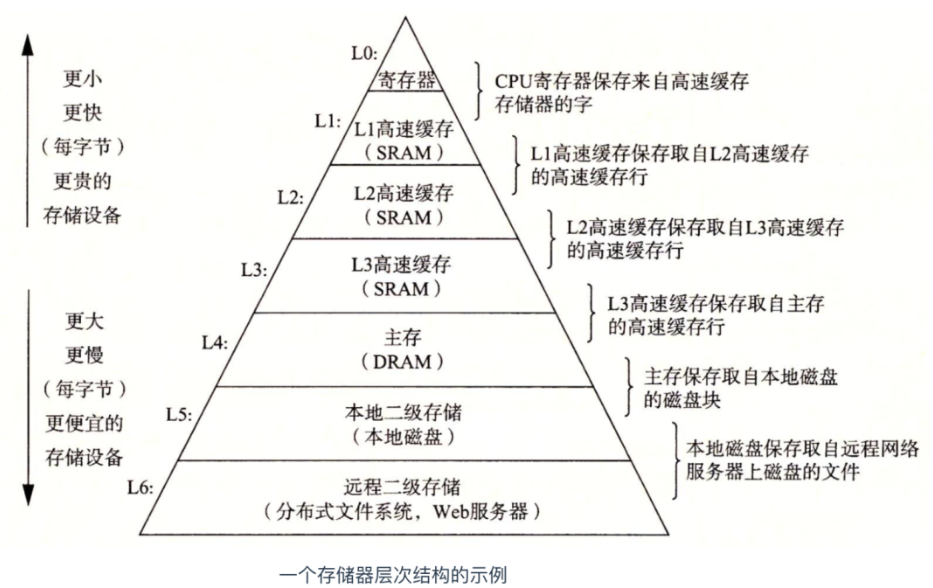 更小
更快
（每字节）
更贵的
存储设备
更大
更慢
（每字节）
更便宜的
存储设备
L0:
寄存器
L1:
L1高速缓存
（SRAM）
L2:
L2高速缓存
（SRAM）
L3:
L3高速缓存
（SRAM）
L4:
主存
（DRAM）
L5:
本地二级存储
（本地磁盘）
L6:
远程二级存储
（分布式文件系统，Web服务器）
CPU寄存器保存来自高速缓存
存储器的字
L1高速缓存保存取自L2高速缓存
的高速缓存行
L2高速缓存保存取自L3高速缓存
的高速缓存行
L3高速缓存保存取自主存
的高速缓存行
主存保存取自本地磁盘
的磁盘块
本地磁盘保存取自远程网络
服务器上磁盘的文件
一个存储器层次结构的示例